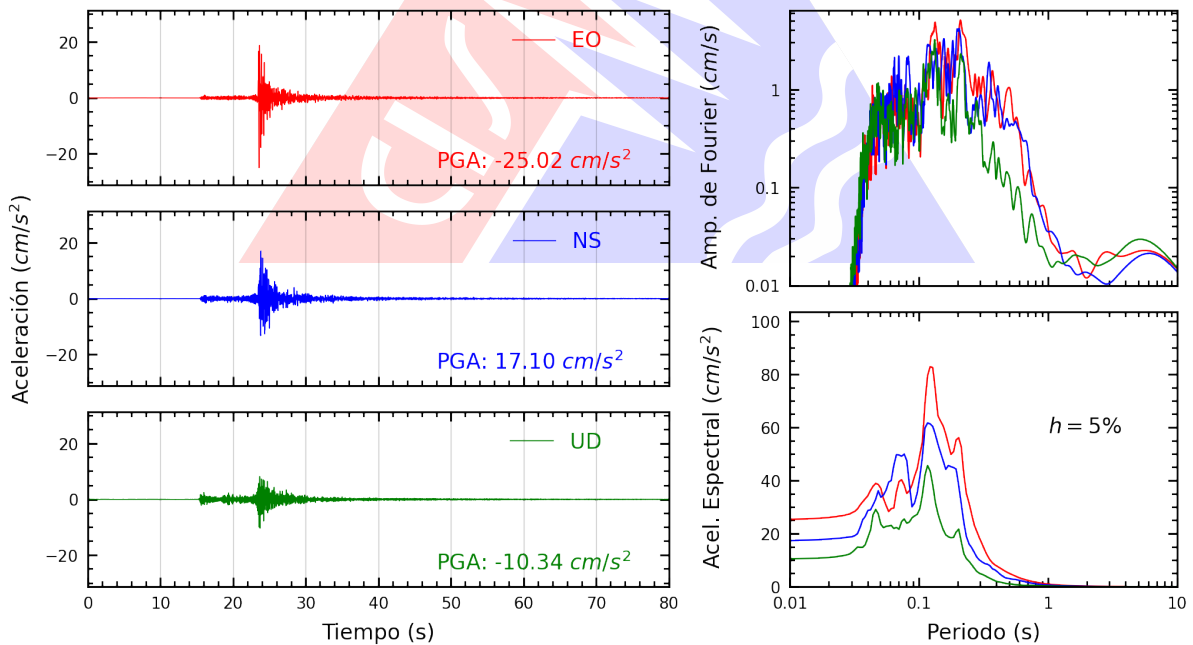 Aceleración (cm/s²)
20
0
−20
EO
PGA: -25.02 cm/s²
20
0
−20
NS
PGA: 17.10 cm/s²
20
0
−20
UD
PGA: -10.34 cm/s²
0 10 20 30 40 50 60 70 80
Tiempo (s)
Amp. de Fourier (cm/s)
1
0.1
0.01
Acel. Espectral (cm/s²)
100
80
60
40
20
0
h = 5%
0.01 0.1 1 10
Periodo (s)
CIS